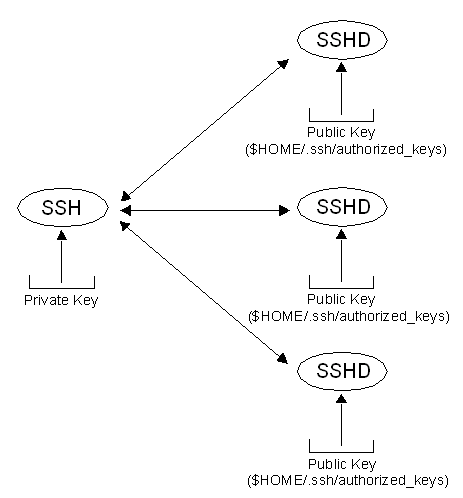 SSHD
Public Key
($HOME/.ssh/authorized_keys)
SSH
Private Key
SSHD
Public Key
($HOME/.ssh/authorized_keys)
SSHD
Public Key
($HOME/.ssh/authorized_keys)